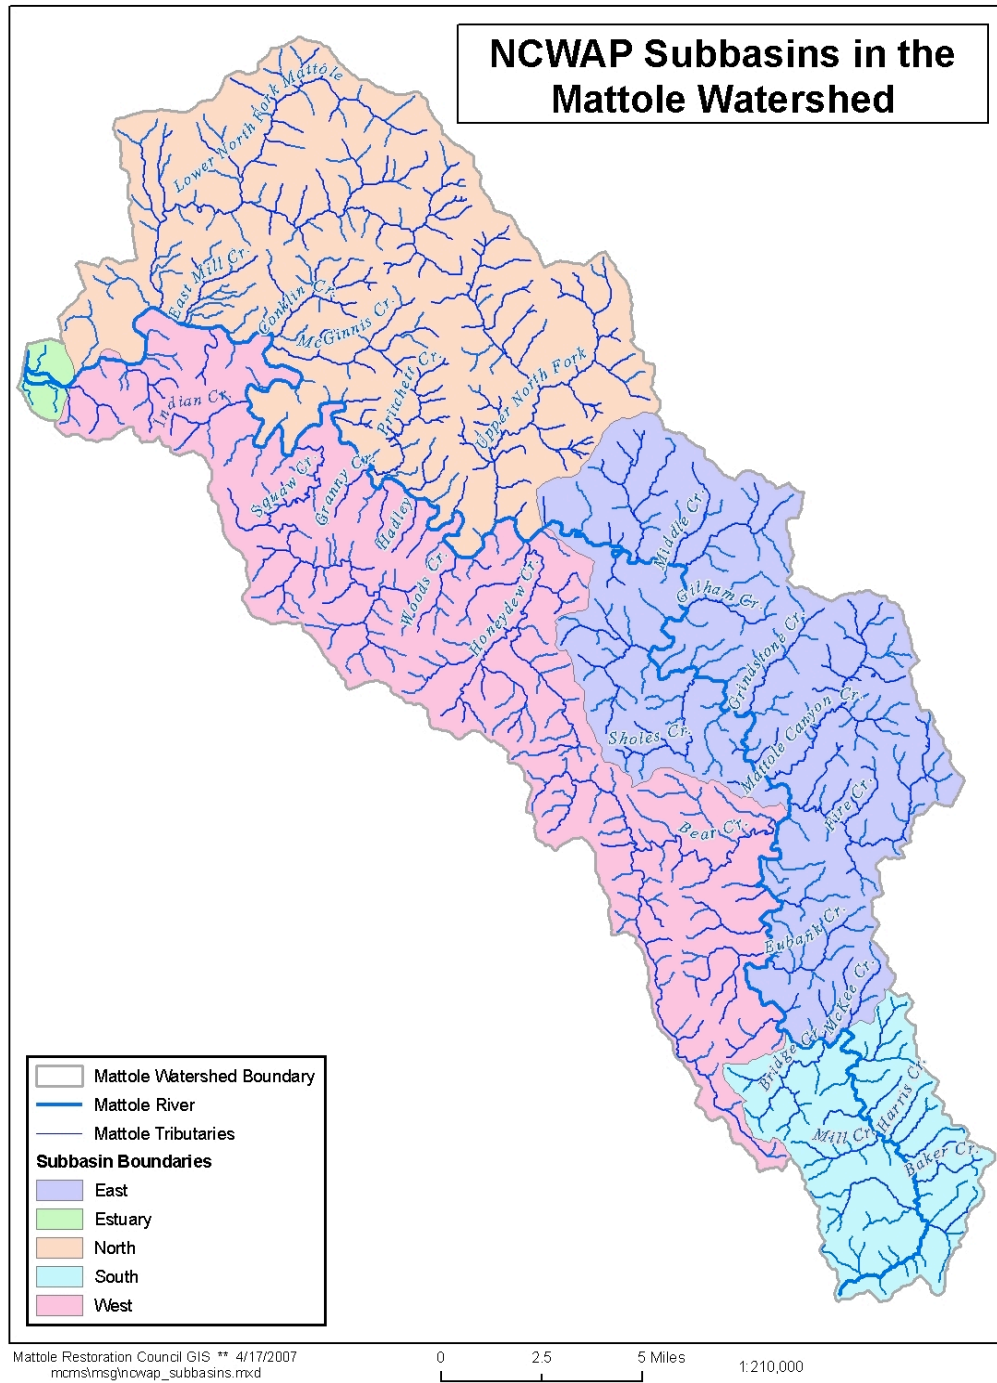 NCWAP Subbasins in the
Mattole Watershed
Lower North Fork Mattole
East Mill Cr.
Conklin Cr.
McGinnis Cr.
Pritchett Cr.
Upper North Fork
Indian Cr.
Squaw Cr.
Granny Cr.
Hadley
Woods Cr.
Honeydew Cr.
Middle Cr.
Gilham Cr.
Grindstone Cr.
Sholes Cr.
Mattole Canyon Cr.
Fire Cr.
Bear Cr.
Eubank Cr.
McKee Cr.
Bridge Cr.
Harris Cr.
Mill Cr.
Baker Cr.
Mattole Watershed Boundary
Mattole River
Mattole Tributaries
Subbasin Boundaries
East
Estuary
North
South
West
Mattole Restoration Council GIS ** 4/17/2007
mcms\msg\ncwap_subbasins.mxd
0 2.5 5 Miles
1:210,000